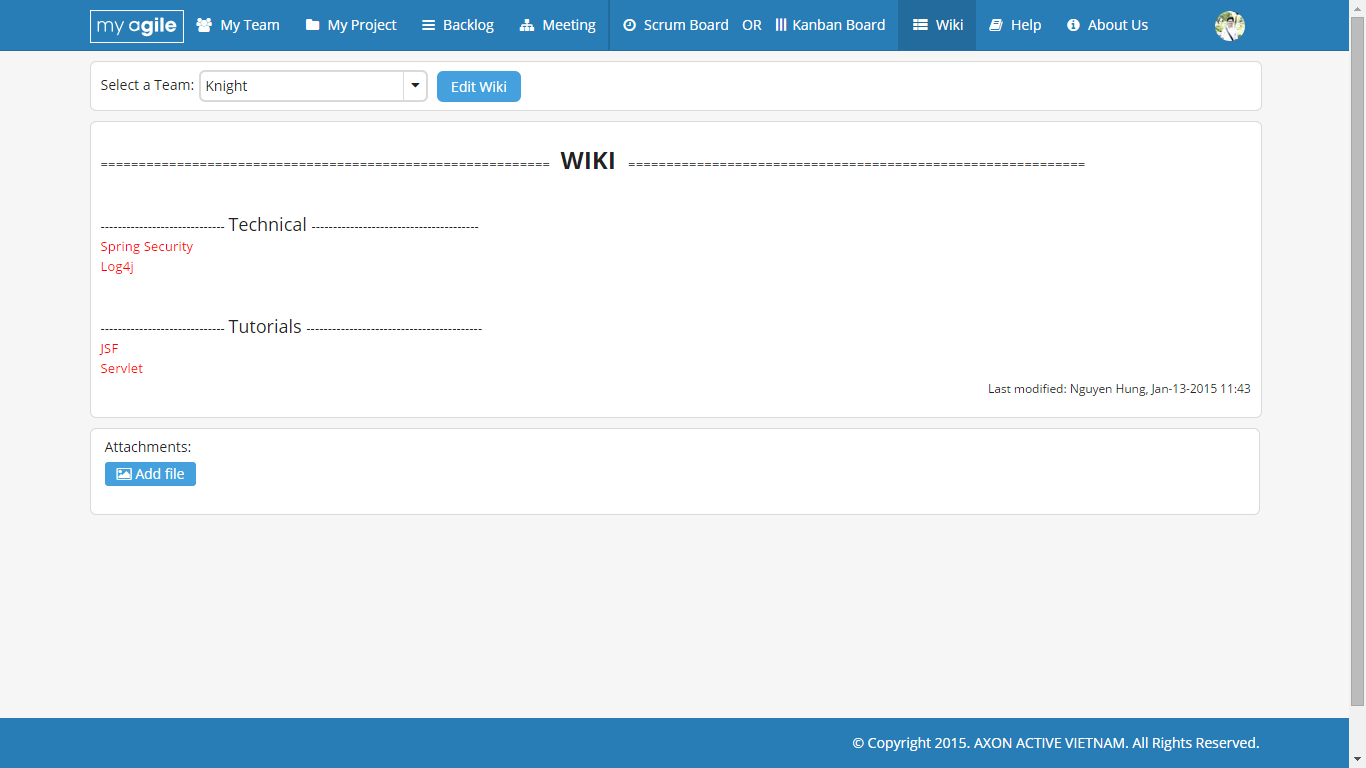 my agile My Team My Project Backlog Meeting Scrum Board OR Kanban Board Wiki Help About Us
Select a Team: Knight Edit Wiki
=========================================================== WIKI ============================================================
----------------------------- Technical ---------------------------------------
Spring Security
Log4j
----------------------------- Tutorials -----------------------------------------
JSF
Servlet
Last modified: Nguyen Hung, Jan-13-2015 11:43
Attachments:
Add file
© Copyright 2015. AXON ACTIVE VIETNAM. All Rights Reserved.